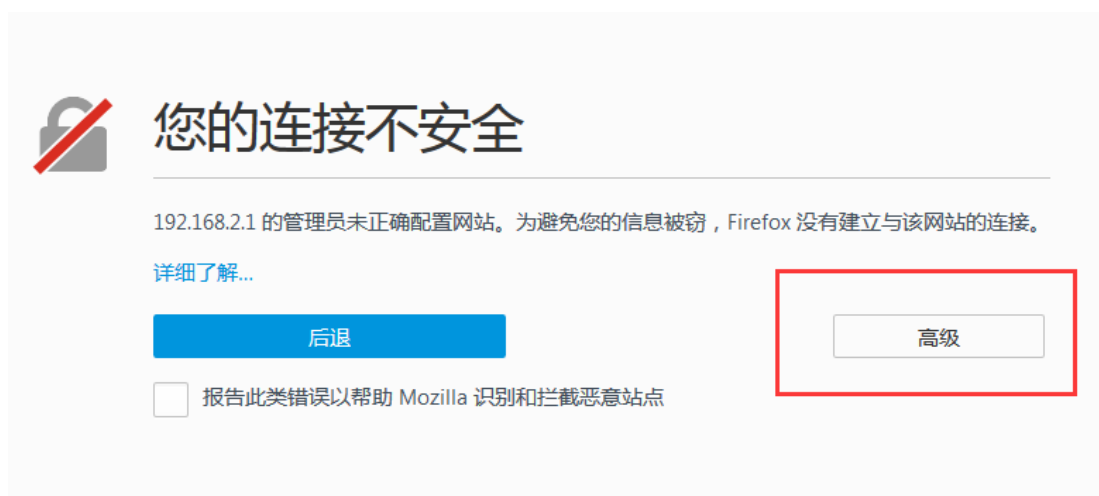 您的连接不安全
192.168.2.1 的管理员未正确配置网站。为避免您的信息被窃，Firefox 没有建立与该网站的连接。
详细了解...
后退
高级
报告此类错误以帮助 Mozilla 识别和拦截恶意站点